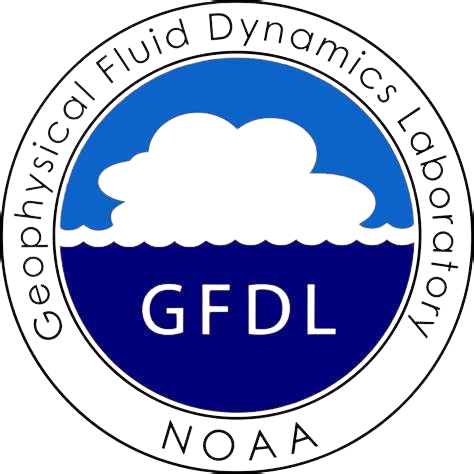 Geophysical Fluid Dynamics Laboratory
GFDL
NOAA